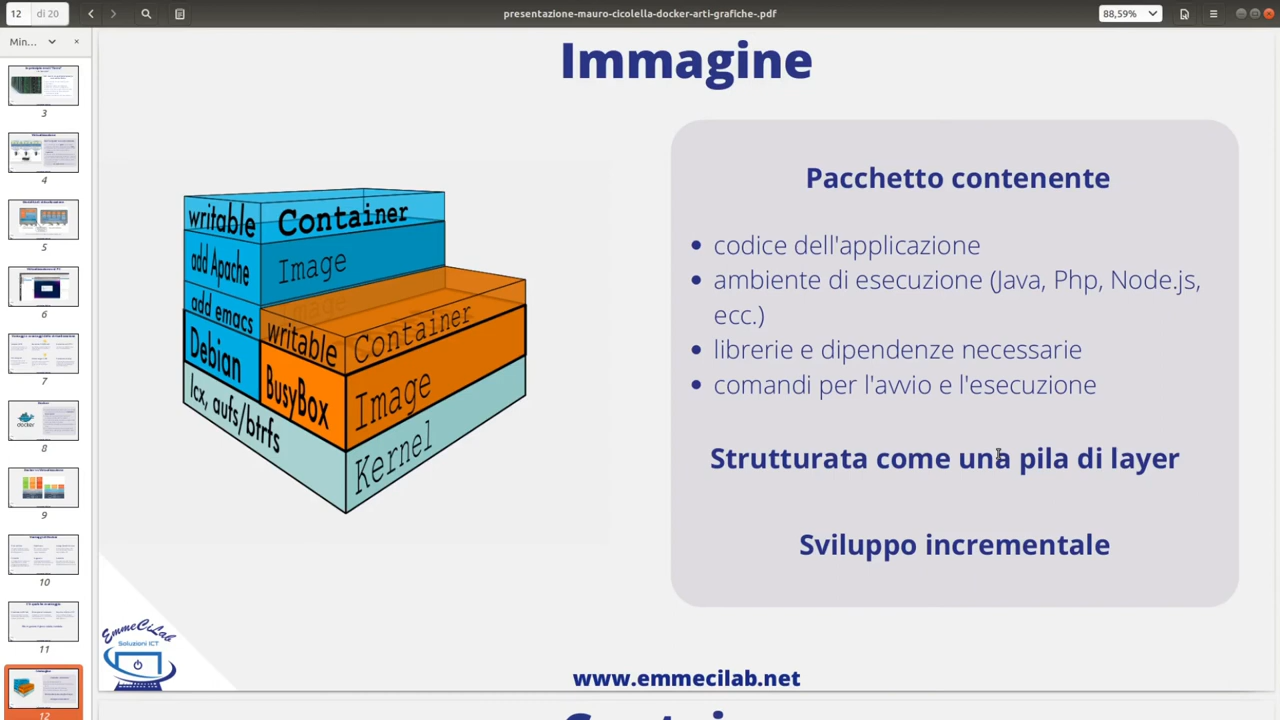 12
di 20
presentazione-mauro-cicolella-docker-arti-grafiche-.pdf
88,59%
Min...
3
4
5
6
7
8
docker
9
10
11
12
Immagine
writable
Container
add Apache
Image
add emacs
Image
writable
Container
Debian
BusyBox
Image
lcx, aufs/btrfs
Kernel
Pacchetto contenente
• codice dell'applicazione
• ambiente di esecuzione (Java, Php, Node.js,
ecc.)
• librerie e dipendenze necessarie
• comandi per l'avvio e l'esecuzione
Strutturata come una pila di layer
Sviluppo incrementale
EmmeCiLab
Soluzioni ICT
www.emmecilab.net